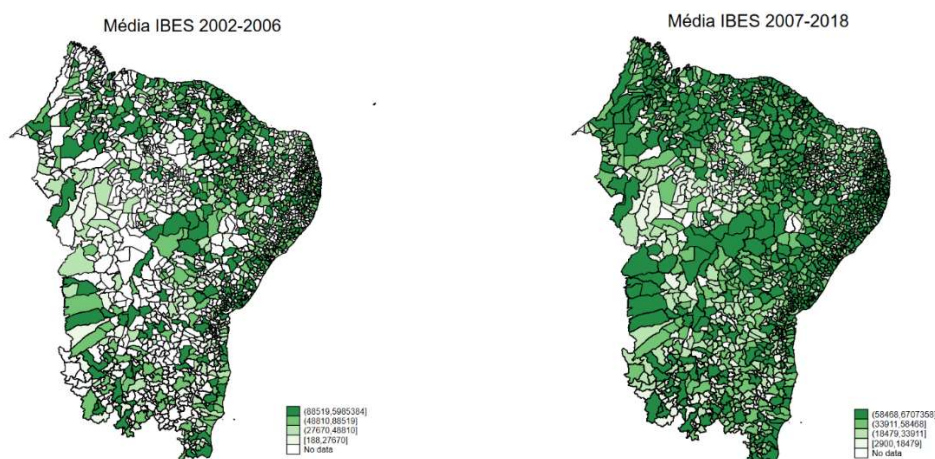 Média IBES 2002-2006
(88519,5985384]
(48810,88519]
(27670,48810]
[188,27670]
No data
Média IBES 2007-2018
(58468,6707358]
(33911,58468]
(18479,33911]
[2900,18479]
No data